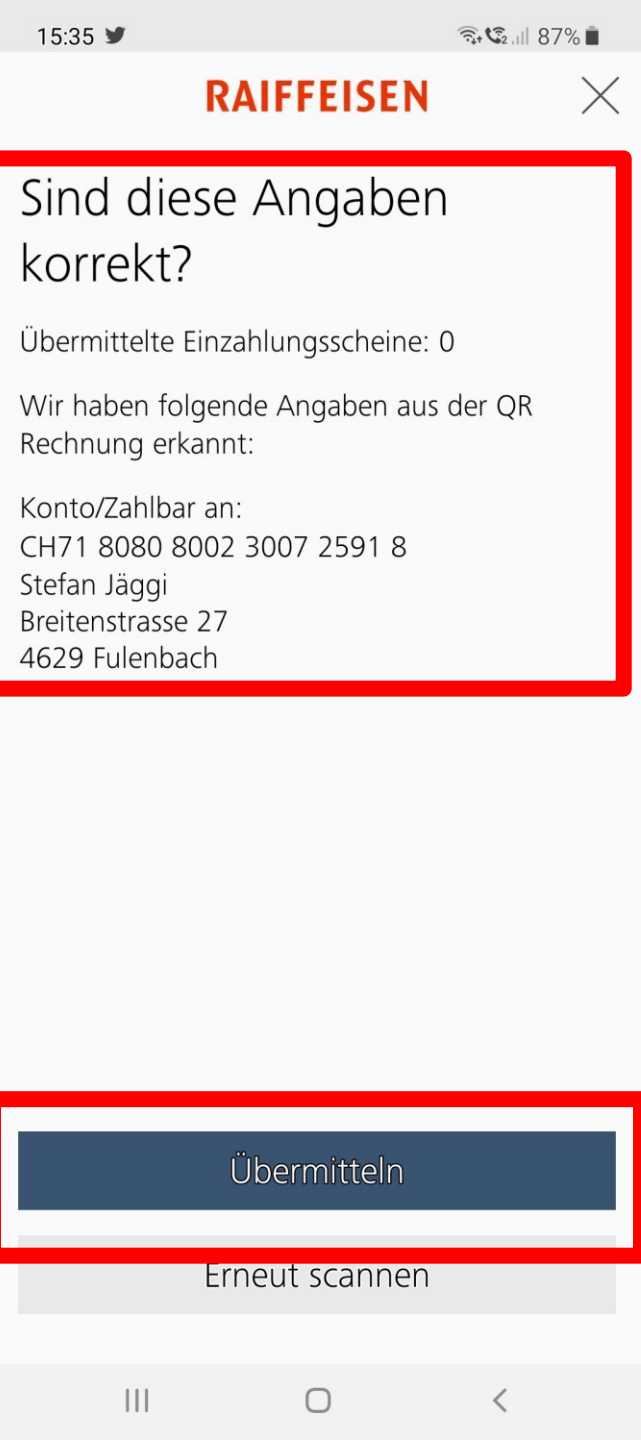 15:35 87%
RAIFFEISEN
Sind diese Angaben
korrekt?
Übermittelte Einzahlungsscheine: 0
Wir haben folgende Angaben aus der QR
Rechnung erkannt:
Konto/Zahlbar an:
CH71 8080 8002 3007 2591 8
Stefan Jäggi
Breitenstrasse 27
4629 Fulenbach
Übermitteln
Erneut scannen